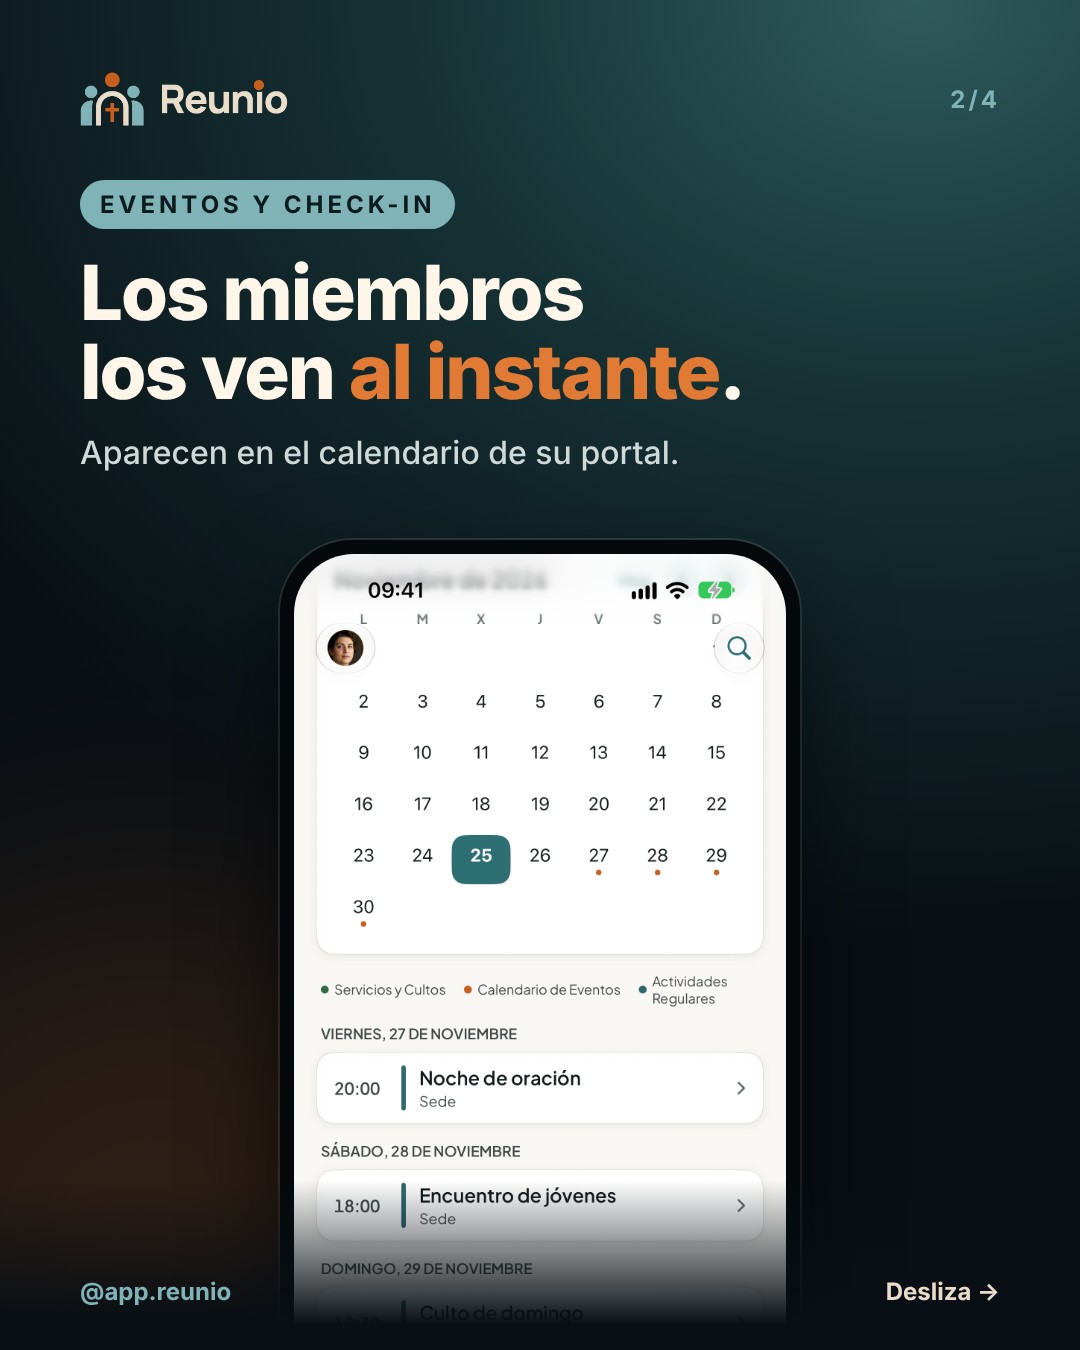 Reunio
2/4
EVENTOS Y CHECK-IN
Los miembros
los ven al instante.
Aparecen en el calendario de su portal.
Noviembre de 2026
09:41
L M X J V S D
2 3 4 5 6 7 8
9 10 11 12 13 14 15
16 17 18 19 20 21 22
23 24 25 26 27 28 29
30
Servicios y Cultos Calendario de Eventos Actividades
Regulares
VIERNES, 27 DE NOVIEMBRE
20:00 Noche de oración
Sede
SÁBADO, 28 DE NOVIEMBRE
18:00 Encuentro de jóvenes
Sede
DOMINGO, 29 DE NOVIEMBRE
Culto de domingo
@app.reunio
Desliza →